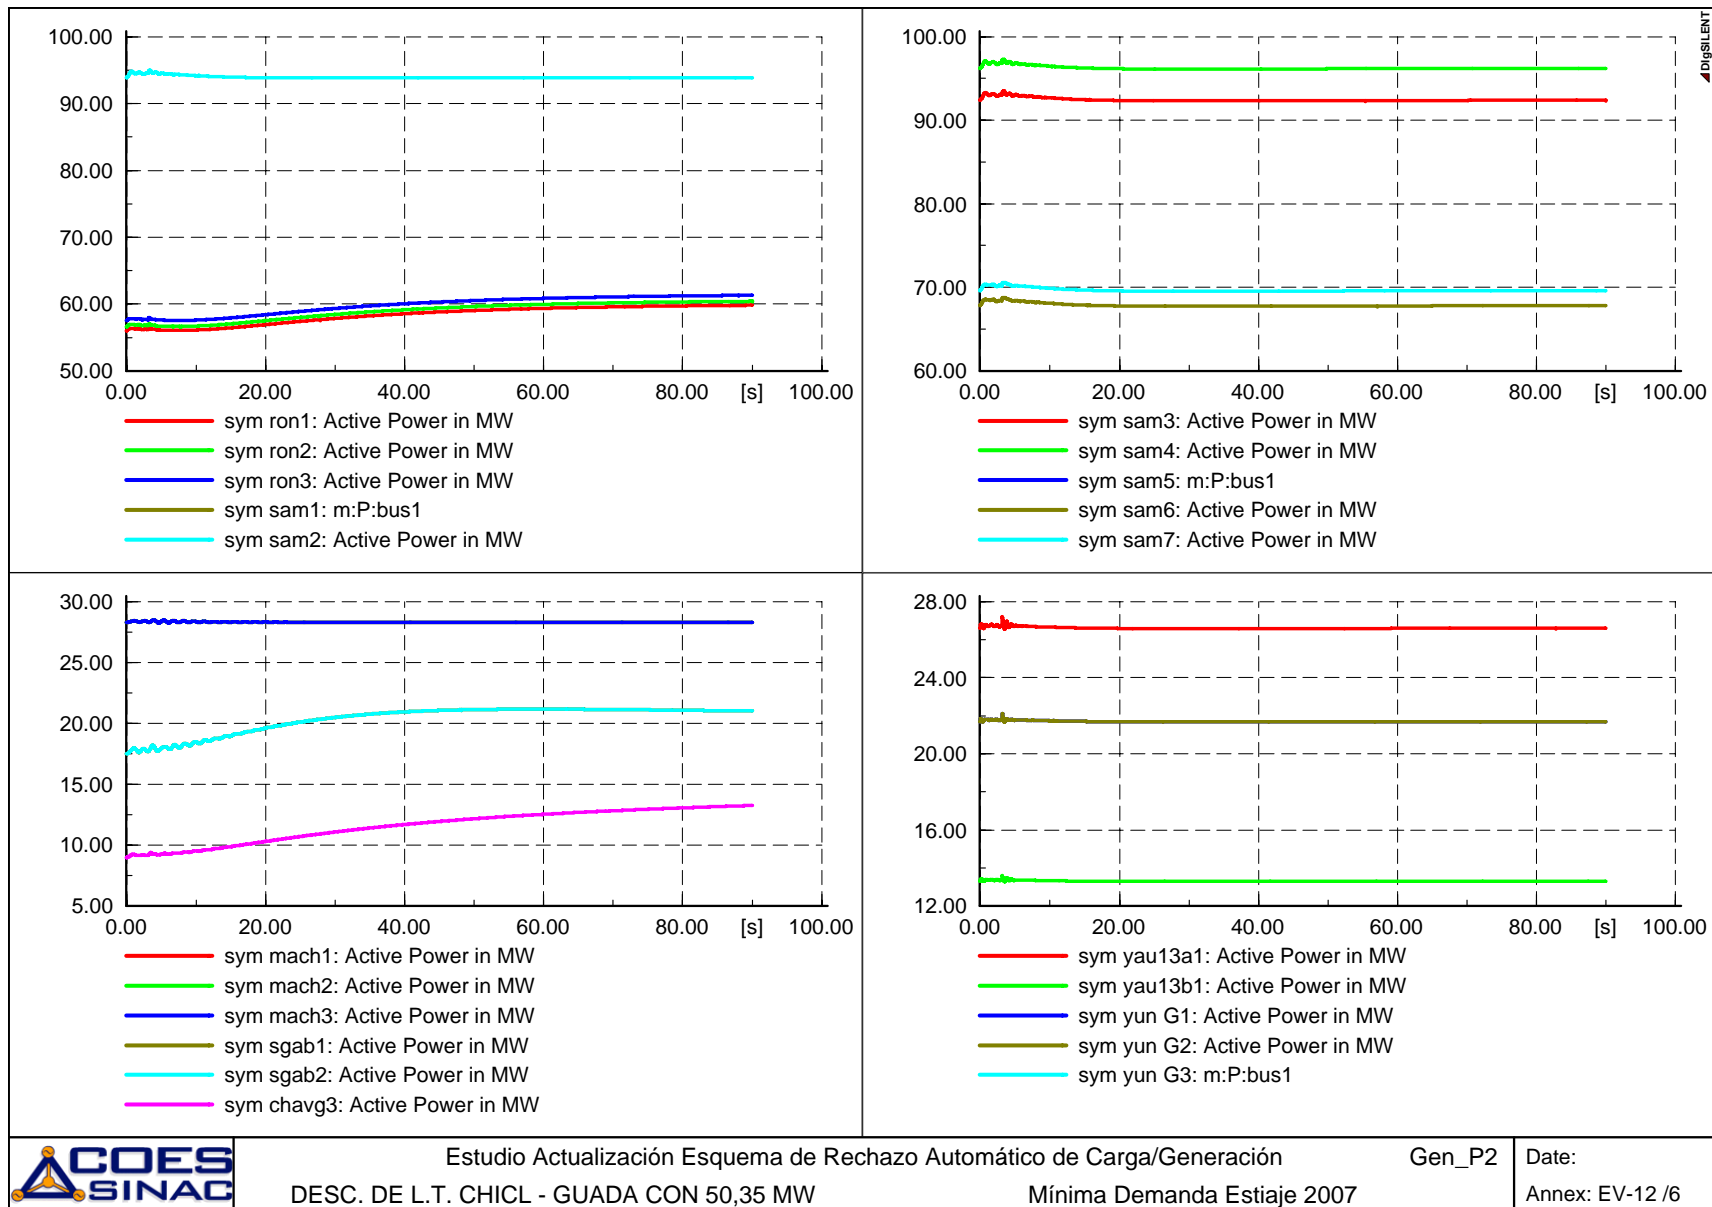 100.00
90.00
80.00
70.00
60.00
50.00
0.00 20.00 40.00 60.00 80.00 [s] 100.00
sym ron1: Active Power in MW
sym ron2: Active Power in MW
sym ron3: Active Power in MW
sym sam1: m:P:bus1
sym sam2: Active Power in MW
DIgSILENT
100.00
90.00
80.00
70.00
60.00
0.00 20.00 40.00 60.00 80.00 [s] 100.00
sym sam3: Active Power in MW
sym sam4: Active Power in MW
sym sam5: m:P:bus1
sym sam6: Active Power in MW
sym sam7: Active Power in MW
30.00
25.00
20.00
15.00
10.00
5.00
0.00 20.00 40.00 60.00 80.00 [s] 100.00
sym mach1: Active Power in MW
sym mach2: Active Power in MW
sym mach3: Active Power in MW
sym sgab1: Active Power in MW
sym sgab2: Active Power in MW
sym chavg3: Active Power in MW
28.00
24.00
20.00
16.00
12.00
0.00 20.00 40.00 60.00 80.00 [s] 100.00
sym yau13a1: Active Power in MW
sym yau13b1: Active Power in MW
sym yun G1: Active Power in MW
sym yun G2: Active Power in MW
sym yun G3: m:P:bus1
COES
SINAC
Estudio Actualización Esquema de Rechazo Automático de Carga/Generación Gen_P2
DESC. DE L.T. CHICL - GUADA CON 50,35 MW Mínima Demanda Estiaje 2007
Date:
Annex: EV-12 /6